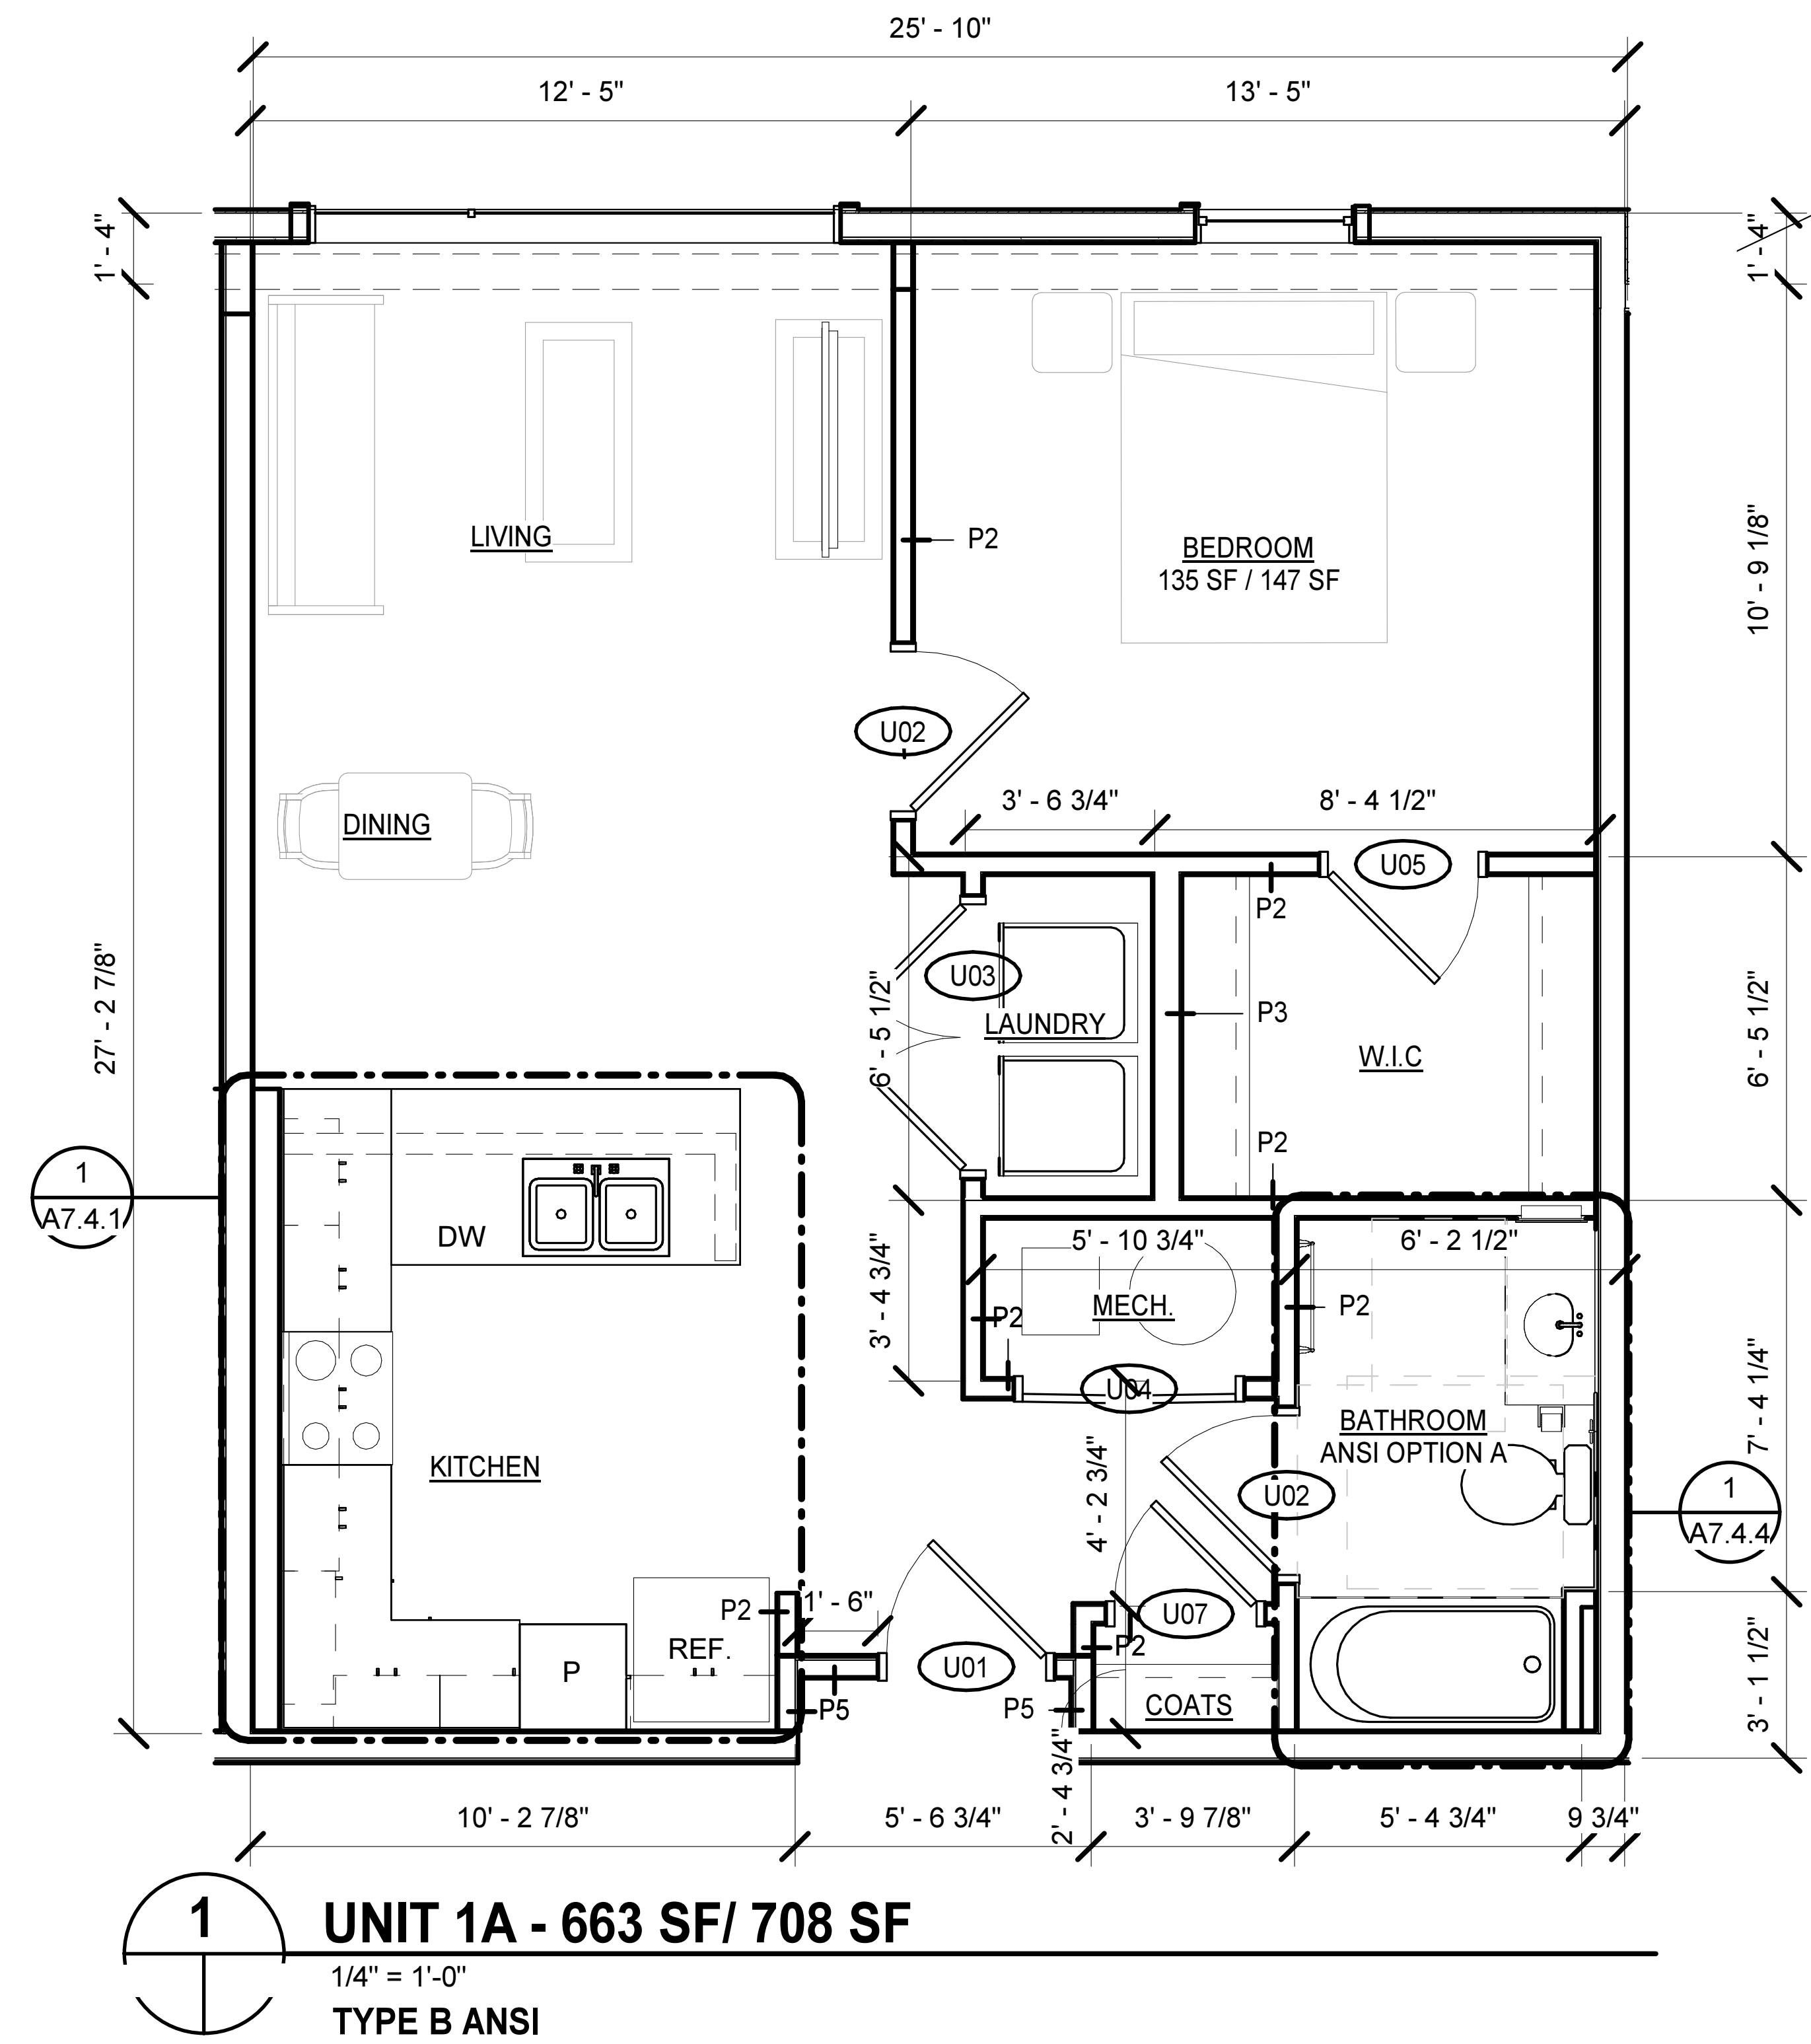 25' - 10"
12' - 5"
13' - 5"
1' - 4"
1' - 4"
LIVING
P2
BEDROOM
135 SF / 147 SF
10' - 9 1/8"
U02
3' - 6 3/4"
8' - 4 1/2"
DINING
U05
P2
U03
27' - 2 7/8"
6' - 5 1/2"
LAUNDRY
P3
W.I.C
6' - 5 1/2"
P2
1
A7.4.1
DW
5' - 10 3/4"
6' - 2 1/2"
3' - 4 3/4"
P2
MECH.
P2
U04
BATHROOM
ANSI OPTION A
7' - 4 1/4"
KITCHEN
4' - 2 3/4"
U02
1
A7.4.4
P2
1' - 6"
U07
P2
REF.
P
U01
P5
P5
COATS
3' - 1 1/2"
2' - 4 3/4"
10' - 2 7/8"
5' - 6 3/4"
3' - 9 7/8"
5' - 4 3/4"
9 3/4"
1
UNIT 1A - 663 SF/ 708 SF
1/4" = 1'-0"
TYPE B ANSI